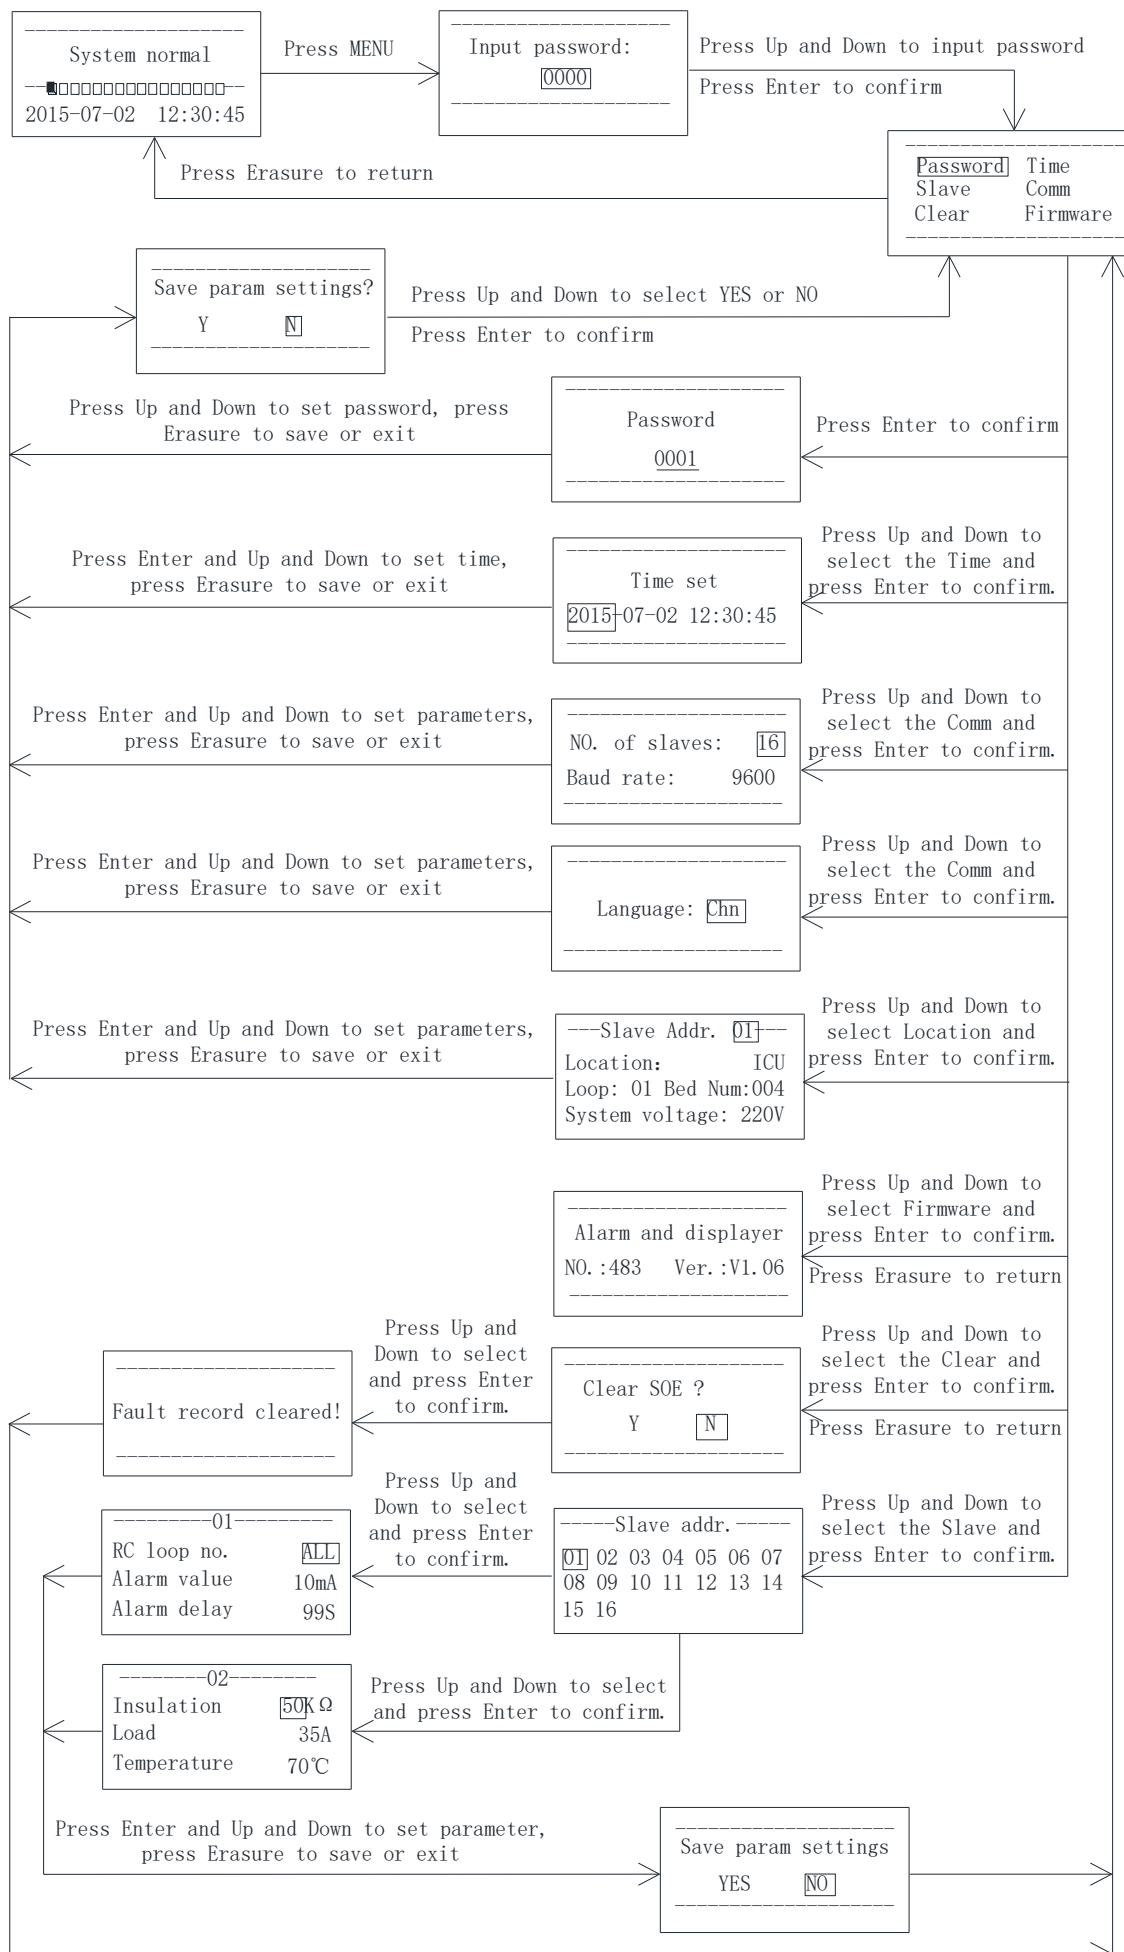 System normal
2015-07-02 12:30:45
Press MENU
Input password:
0000
Press Up and Down to input password
Press Enter to confirm
Password Time
Slave Comm
Clear Firmware
Press Erasure to return
Save param settings?
Y N
Press Up and Down to select YES or NO
Press Enter to confirm
Press Up and Down to set password, press
Erasure to save or exit
Password
0001
Press Enter to confirm
Press Enter and Up and Down to set time,
press Erasure to save or exit
Time set
2015-07-02 12:30:45
Press Up and Down to
select the Time and
press Enter to confirm.
Press Enter and Up and Down to set parameters,
press Erasure to save or exit
NO. of slaves: 16
Baud rate: 9600
Press Up and Down to
select the Comm and
press Enter to confirm.
Press Enter and Up and Down to set parameters,
press Erasure to save or exit
Language: Chn
Press Up and Down to
select the Comm and
press Enter to confirm.
Press Enter and Up and Down to set parameters,
press Erasure to save or exit
---Slave Addr. 01---
Location: ICU
Loop: 01 Bed Num:004
System voltage: 220V
Press Up and Down to
select Location and
press Enter to confirm.
Alarm and displayer
NO.:483 Ver.:V1.06
Press Up and Down to
select Firmware and
press Enter to confirm.
Press Erasure to return
Fault record cleared!
Press Up and
Down to select
and press Enter
to confirm.
Clear SOE ?
Y N
Press Up and Down to
select the Clear and
press Enter to confirm.
Press Erasure to return
---------01---------
RC loop no. ALL
Alarm value 10mA
Alarm delay 99S
Press Up and
Down to select
and press Enter
to confirm.
-----Slave addr.-----
01 02 03 04 05 06 07
08 09 10 11 12 13 14
15 16
Press Up and Down to
select the Slave and
press Enter to confirm.
--------02--------
Insulation 50KΩ
Load 35A
Temperature 70℃
Press Up and Down to select
and press Enter to confirm.
Press Enter and Up and Down to set parameter,
press Erasure to save or exit
Save param settings
YES NO